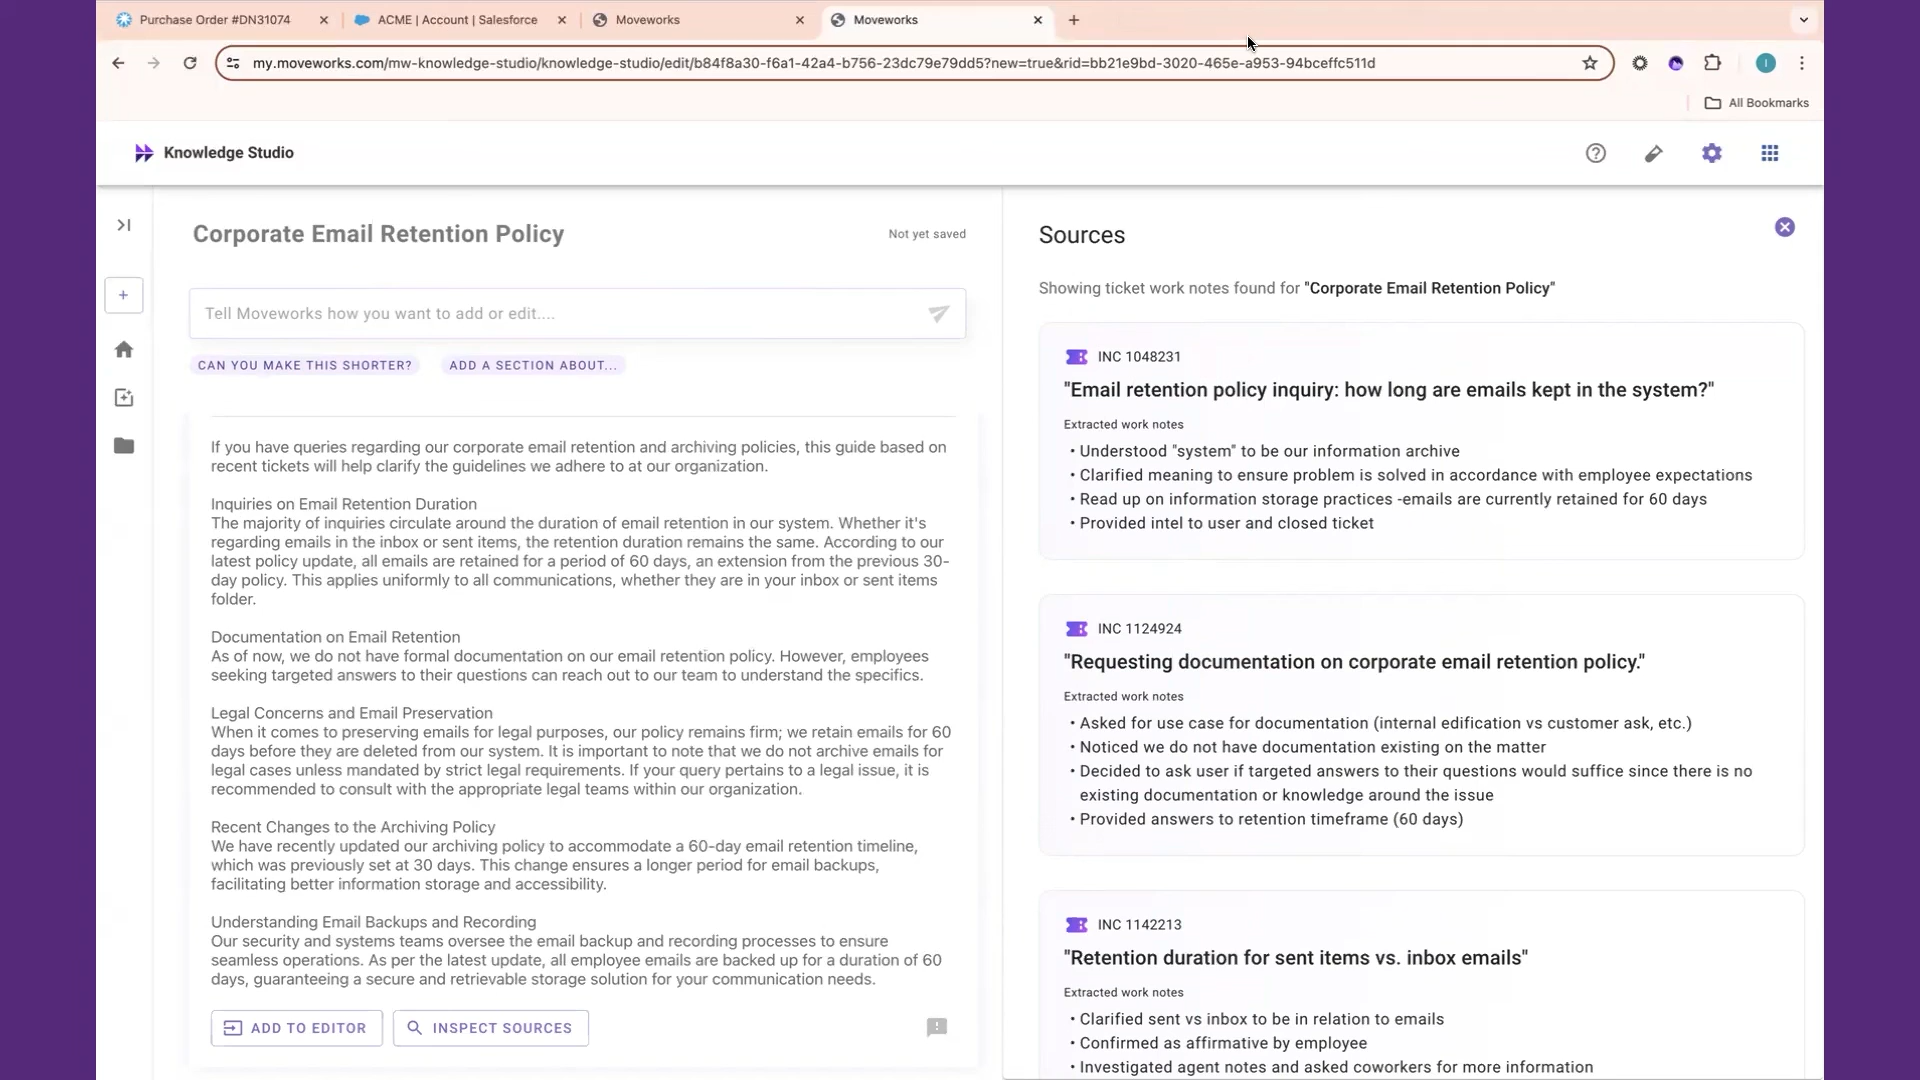 Purchase Order #DN31074
ACME | Account | Salesforce
Moveworks
Moveworks
my.moveworks.com/mw-knowledge-studio/knowledge-studio/edit/b84f8a30-f6a1-42a4-b756-23dc79e79dd5?new=true&rid=bb21e9bd-3020-465e-a953-94bceffc511d
I
All Bookmarks
Knowledge Studio
Corporate Email Retention Policy
Not yet saved
Tell Moveworks how you want to add or edit....
CAN YOU MAKE THIS SHORTER?
ADD A SECTION ABOUT...
If you have queries regarding our corporate email retention and archiving policies, this guide based on
recent tickets will help clarify the guidelines we adhere to at our organization.
Inquiries on Email Retention Duration
The majority of inquiries circulate around the duration of email retention in our system. Whether it's
regarding emails in the inbox or sent items, the retention duration remains the same. According to our
latest policy update, all emails are retained for a period of 60 days, an extension from the previous 30-
day policy. This applies uniformly to all communications, whether they are in your inbox or sent items
folder.
Documentation on Email Retention
As of now, we do not have formal documentation on our email retention policy. However, employees
seeking targeted answers to their questions can reach out to our team to understand the specifics.
Legal Concerns and Email Preservation
When it comes to preserving emails for legal purposes, our policy remains firm; we retain emails for 60
days before they are deleted from our system. It is important to note that we do not archive emails for
legal cases unless mandated by strict legal requirements. If your query pertains to a legal issue, it is
recommended to consult with the appropriate legal teams within our organization.
Recent Changes to the Archiving Policy
We have recently updated our archiving policy to accommodate a 60-day email retention timeline,
which was previously set at 30 days. This change ensures a longer period for email backups,
facilitating better information storage and accessibility.
Understanding Email Backups and Recording
Our security and systems teams oversee the email backup and recording processes to ensure
seamless operations. As per the latest update, all employee emails are backed up for a duration of 60
days, guaranteeing a secure and retrievable storage solution for your communication needs.
ADD TO EDITOR
INSPECT SOURCES
Sources
Showing ticket work notes found for "Corporate Email Retention Policy"
INC 1048231
"Email retention policy inquiry: how long are emails kept in the system?"
Extracted work notes
• Understood "system" to be our information archive
• Clarified meaning to ensure problem is solved in accordance with employee expectations
• Read up on information storage practices -emails are currently retained for 60 days
• Provided intel to user and closed ticket
INC 1124924
"Requesting documentation on corporate email retention policy."
Extracted work notes
• Asked for use case for documentation (internal edification vs customer ask, etc.)
• Noticed we do not have documentation existing on the matter
• Decided to ask user if targeted answers to their questions would suffice since there is no
existing documentation or knowledge around the issue
• Provided answers to retention timeframe (60 days)
INC 1142213
"Retention duration for sent items vs. inbox emails"
Extracted work notes
• Clarified sent vs inbox to be in relation to emails
• Confirmed as affirmative by employee
• Investigated agent notes and asked coworkers for more information